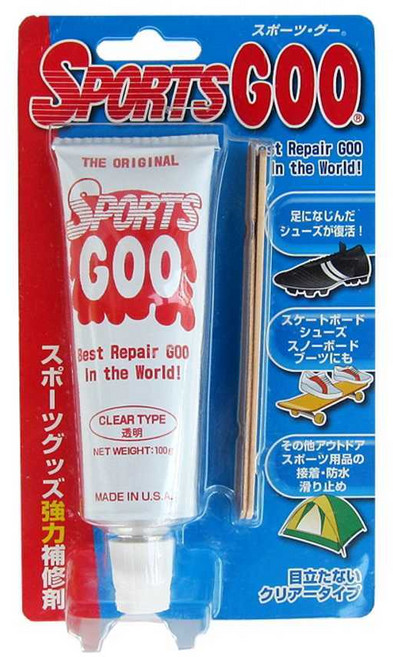 スポーツ・グー®
SPORTS GOO®
Best Repair GOO
in the World!
THE ORIGINAL
SPORTS
GOO
Best Repair GOO
in the World!
CLEAR TYPE
透明
NET WEIGHT:100g
MADE IN U.S.A.
足になじんだ
シューズが復活!
スケートボード
シューズ
スノーボード
ブーツにも
その他アウトドア
スポーツ用品の
接着・防水
滑り止め
目立たない
クリアータイプ
スポーツグッズ強力補修剤